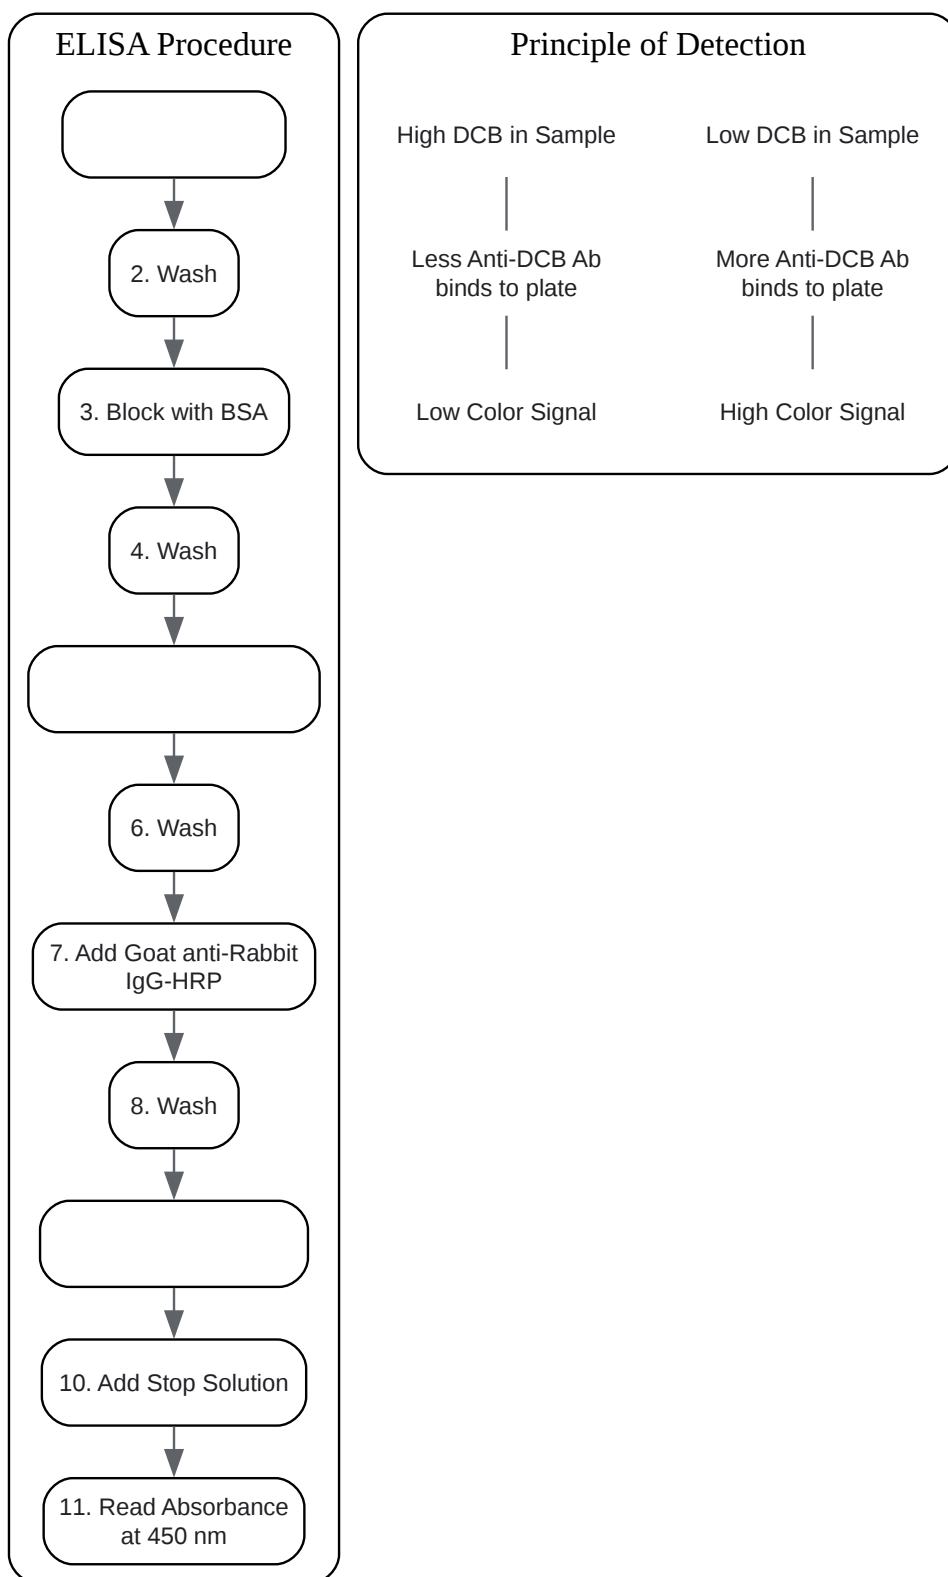 ELISA Procedure
2. Wash
3. Block with BSA
4. Wash
6. Wash
7. Add Goat anti-Rabbit
IgG-HRP
8. Wash
10. Add Stop Solution
11. Read Absorbance
at 450 nm
Principle of Detection
High DCB in Sample
Less Anti-DCB Ab
binds to plate
Low Color Signal
Low DCB in Sample
More Anti-DCB Ab
binds to plate
High Color Signal